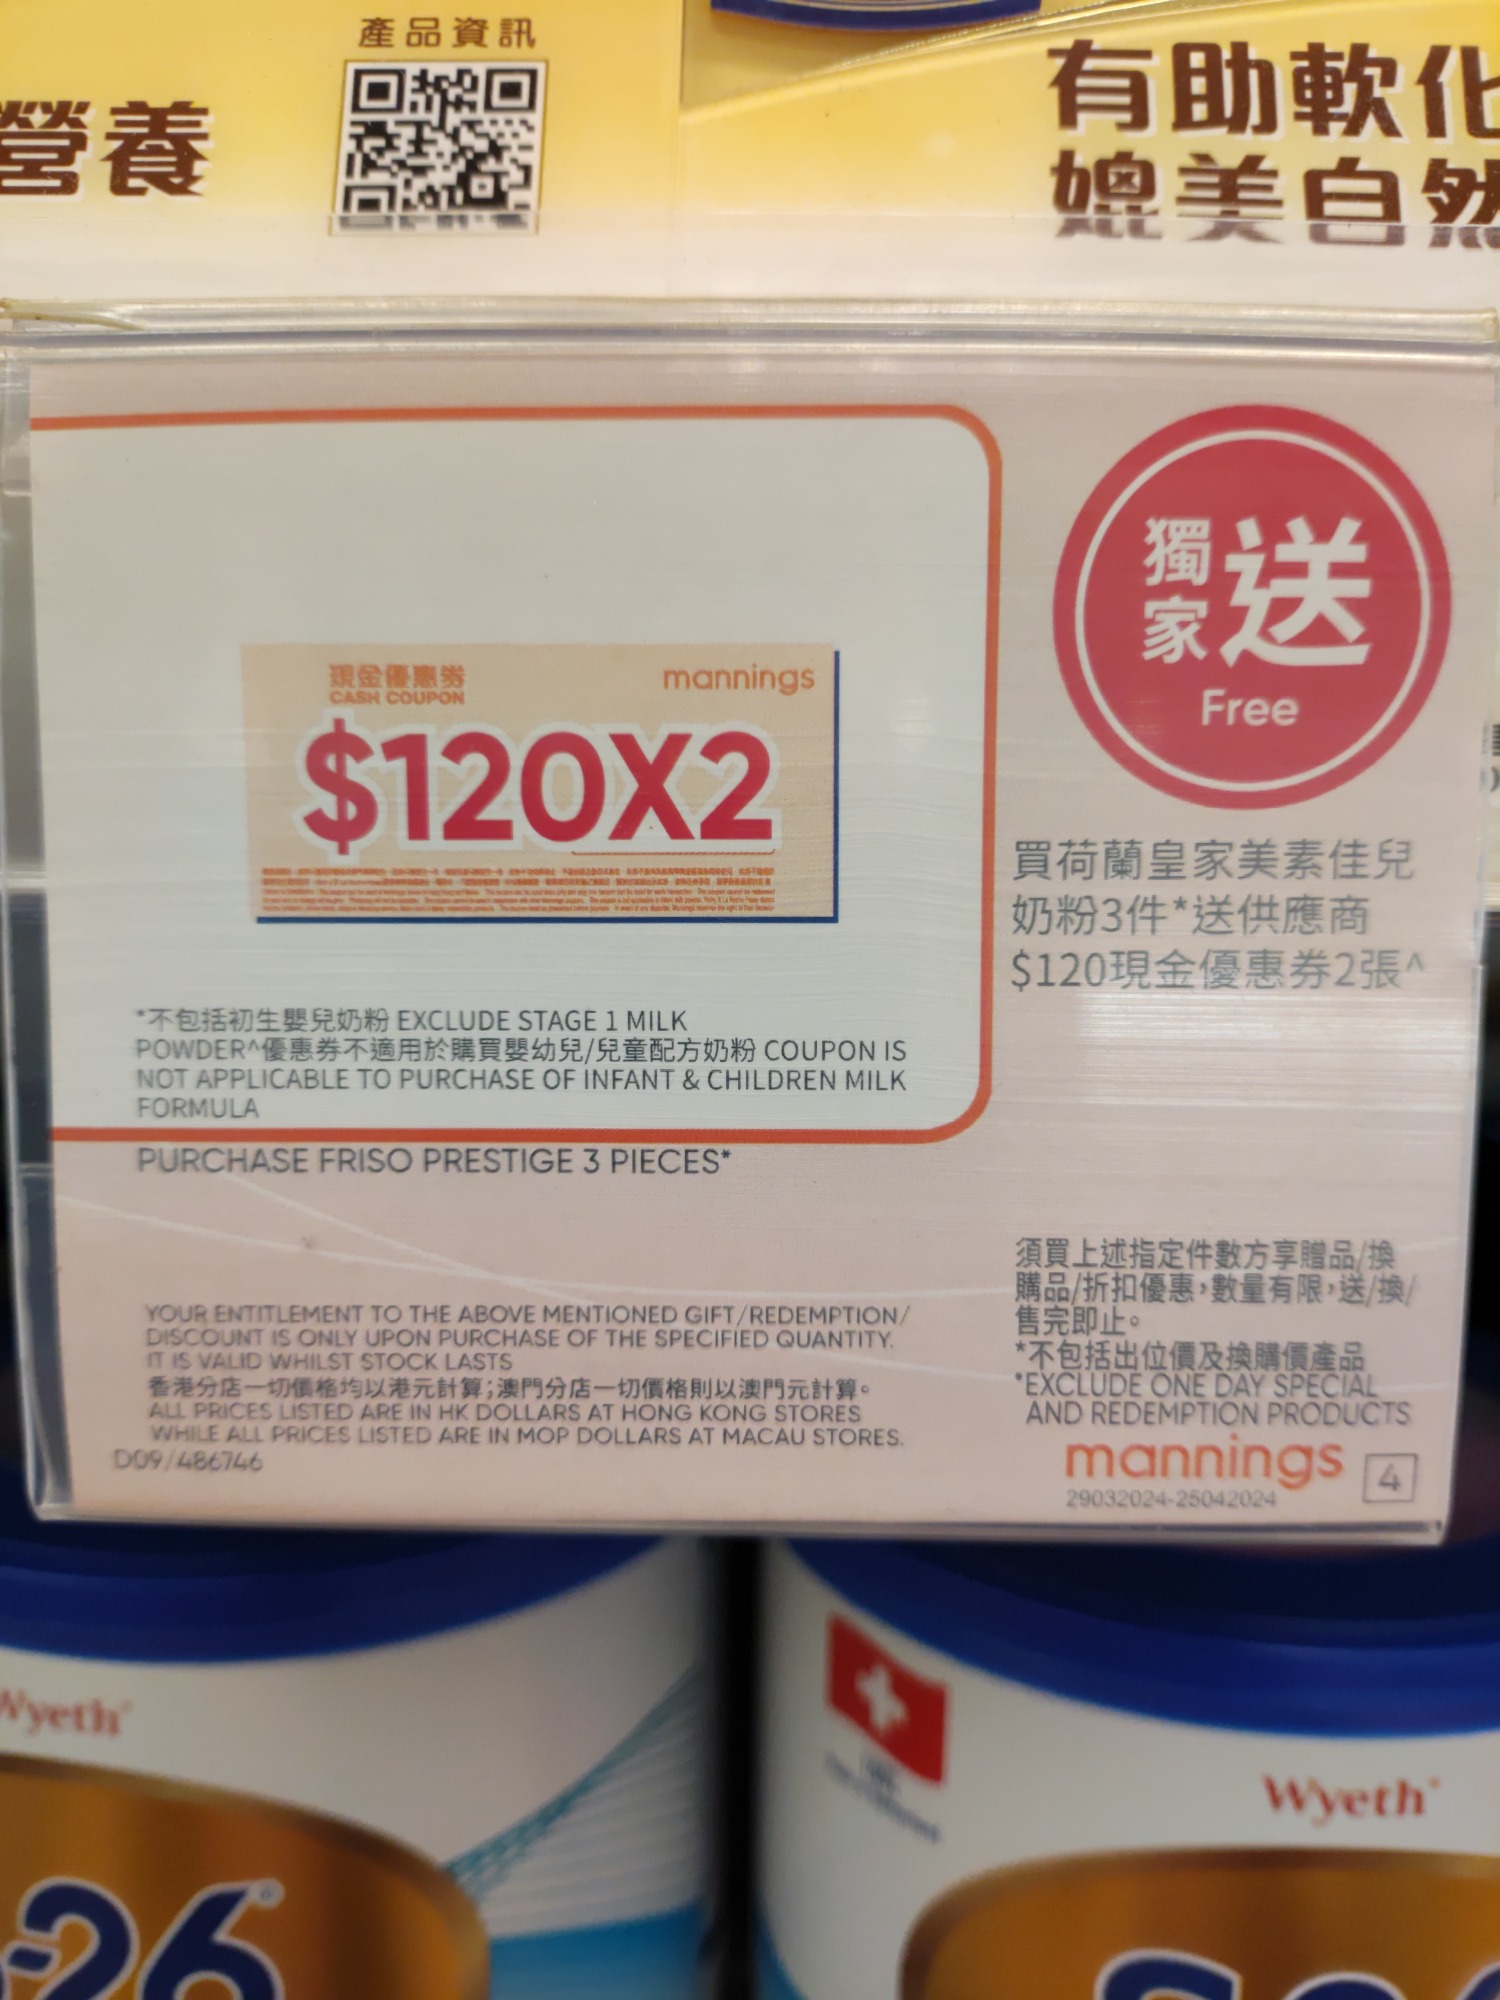 產品資訊
營養
有助軟化
媲美自然
獨家送
Free
現金優惠券
mannings
CASH COUPON
$120X2
買荷蘭皇家美素佳兒
奶粉3件*送供應商
$120現金優惠券2張^
*不包括初生嬰兒奶粉 EXCLUDE STAGE 1 MILK
POWDER^優惠券不適用於購買嬰幼兒/兒童配方奶粉 COUPON IS
NOT APPLICABLE TO PURCHASE OF INFANT & CHILDREN MILK
FORMULA
PURCHASE FRISO PRESTIGE 3 PIECES*
須買上述指定件數方享贈品/換
購品/折扣優惠，數量有限，送/換/
售完即止。
*不包括出位價及換購價產品
*EXCLUDE ONE DAY SPECIAL
AND REDEMPTION PRODUCTS
YOUR ENTITLEMENT TO THE ABOVE MENTIONED GIFT/REDEMPTION/
DISCOUNT IS ONLY UPON PURCHASE OF THE SPECIFIED QUANTITY.
IT IS VALID WHILST STOCK LASTS
香港分店一切價格均以港元計算；澳門分店一切價格則以澳門元計算。
ALL PRICES LISTED ARE IN HK DOLLARS AT HONG KONG STORES
WHILE ALL PRICES LISTED ARE IN MOP DOLLARS AT MACAU STORES.
D09/486746
mannings
4
29032024-25042024
Wyeth
Wyeth
-26